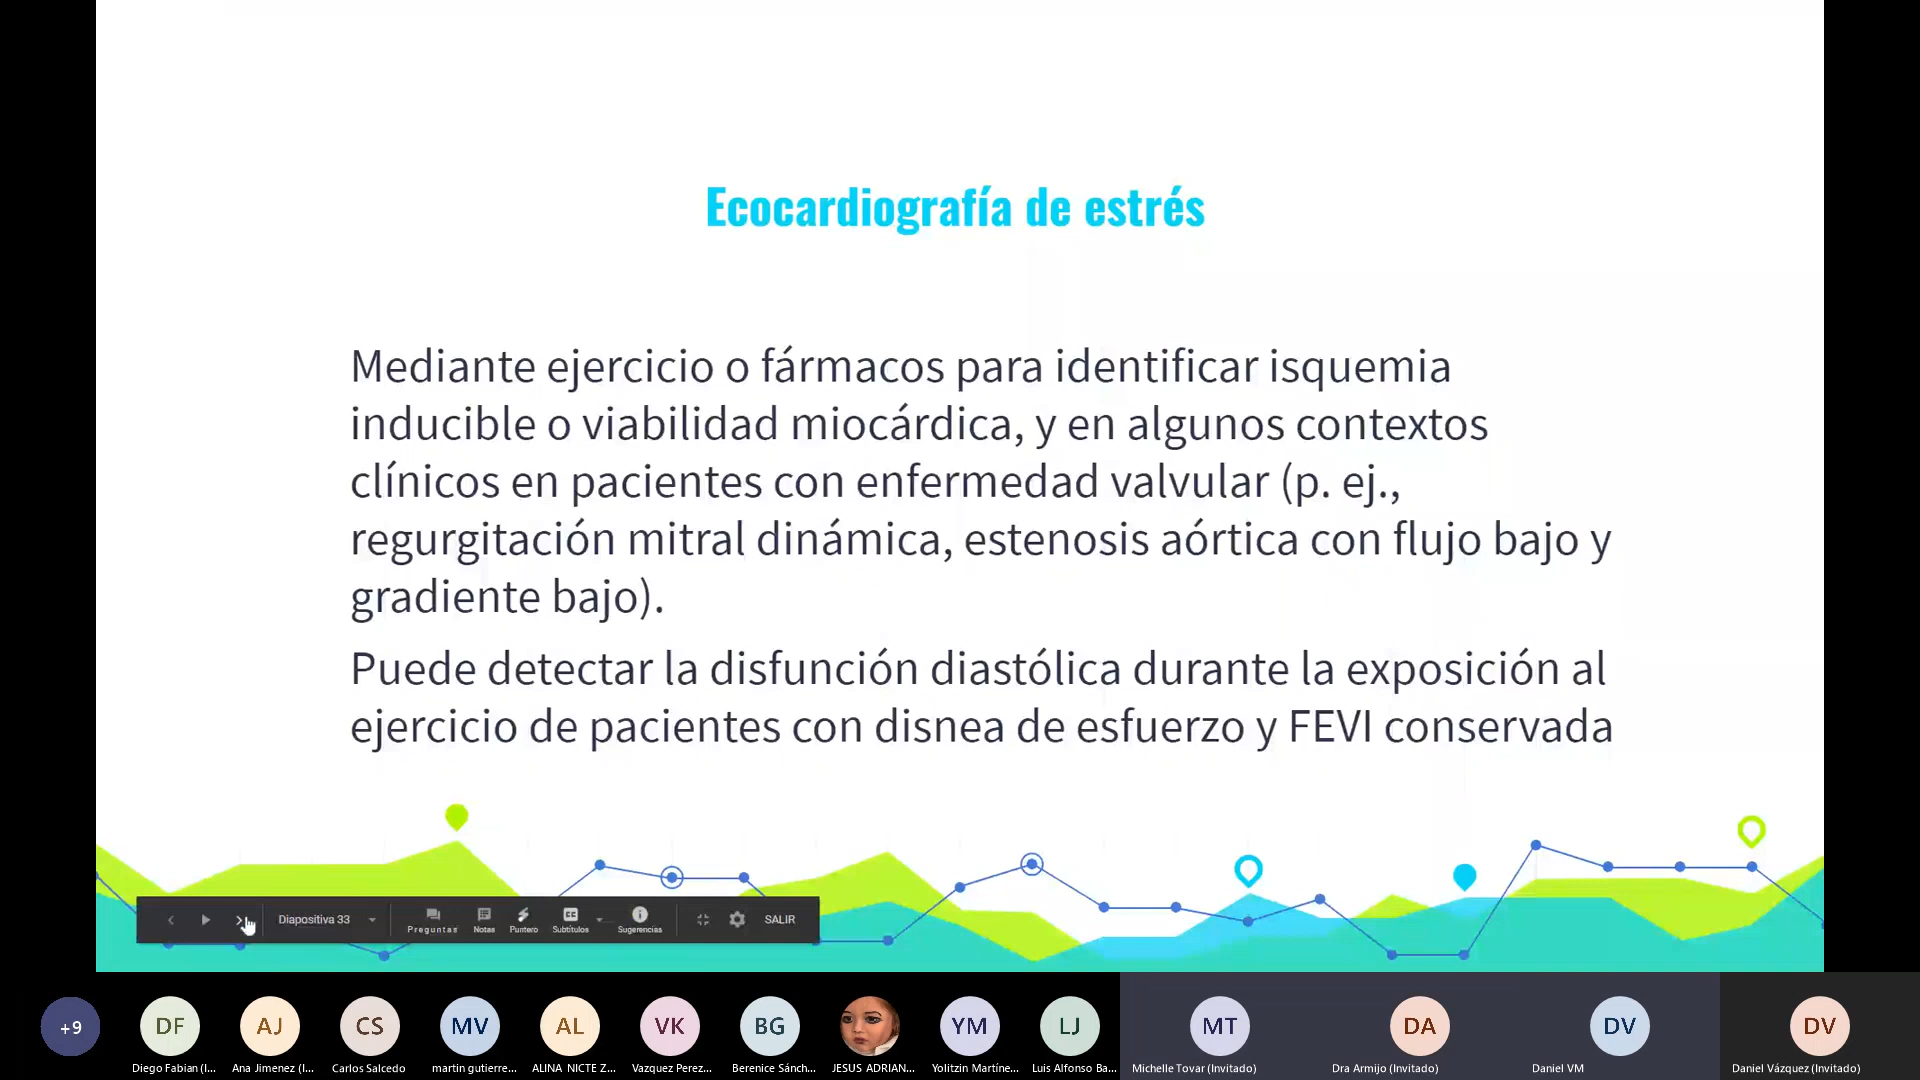 Ecocardiografía de estrés
Mediante ejercicio o fármacos para identificar isquemia
inducible o viabilidad miocárdica, y en algunos contextos
clínicos en pacientes con enfermedad valvular (p. ej.,
regurgitación mitral dinámica, estenosis aórtica con flujo bajo y
gradiente bajo).
Puede detectar la disfunción diastólica durante la exposición al
ejercicio de pacientes con disnea de esfuerzo y FEVI conservada
Diapositiva 33
Preguntas
Notas
Puntero
CC
Subtítulos
Sugerencias
SALIR
+9
DF
AJ
CS
MV
AL
VK
BG
YM
LJ
MT
DA
DV
DV
Diego Fabian (I...
Ana Jimenez (I...
Carlos Salcedo
martin gutierre...
ALINA NICTE Z...
Vazquez Perez...
Berenice Sánch...
JESUS ADRIAN...
Yolitzin Martíne...
Luis Alfonso Ba...
Michelle Tovar (Invitado)
Dra Armijo (Invitado)
Daniel VM
Daniel Vázquez (Invitado)